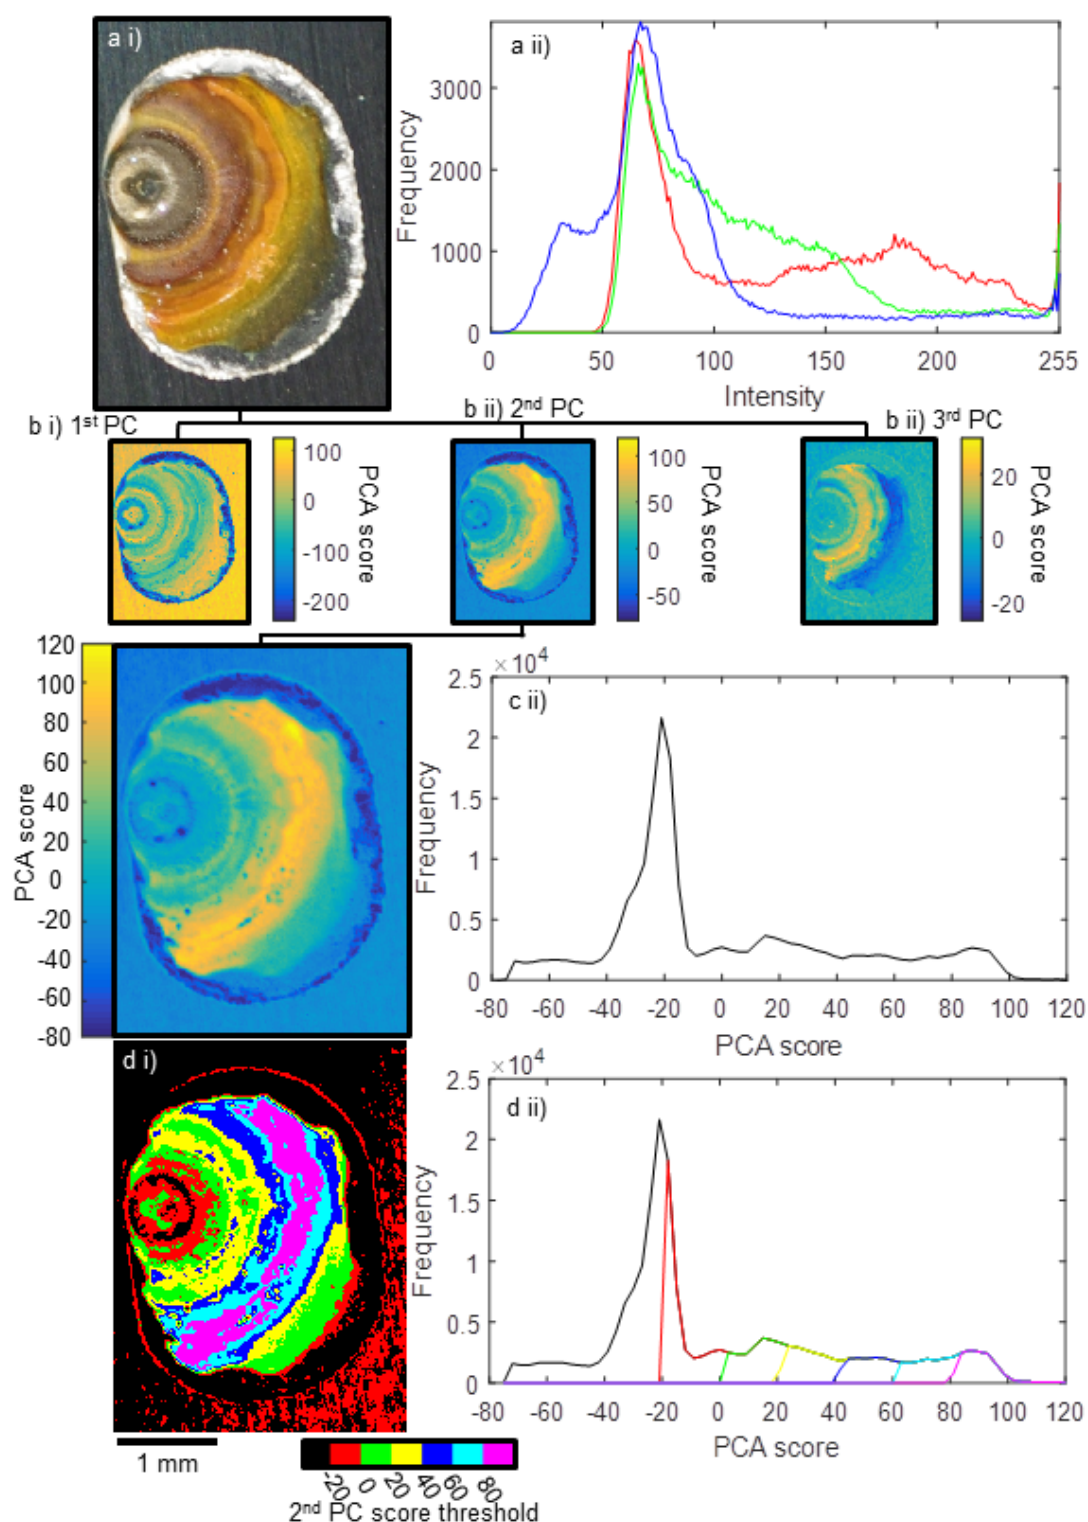 a i)
a ii)
3000
2000
1000
0
Frequency
0 50 100 150 200 255
Intensity
b i) 1st PC
b ii) 2nd PC
b ii) 3rd PC
100
0
-100
-200
PCA score
100
50
0
-50
PCA score
20
0
-20
PCA score
120
100
80
60
40
20
0
-20
-40
-60
-80
PCA score
×10⁴
c ii)
2.5
2
1.5
1
0.5
0
Frequency
-80 -60 -40 -20 0 20 40 60 80 100 120
PCA score
d i)
×10⁴
d ii)
2.5
2
1.5
1
0.5
0
Frequency
-80 -60 -40 -20 0 20 40 60 80 100 120
PCA score
1 mm
-20 0 20 40 60 80
2nd PC score threshold